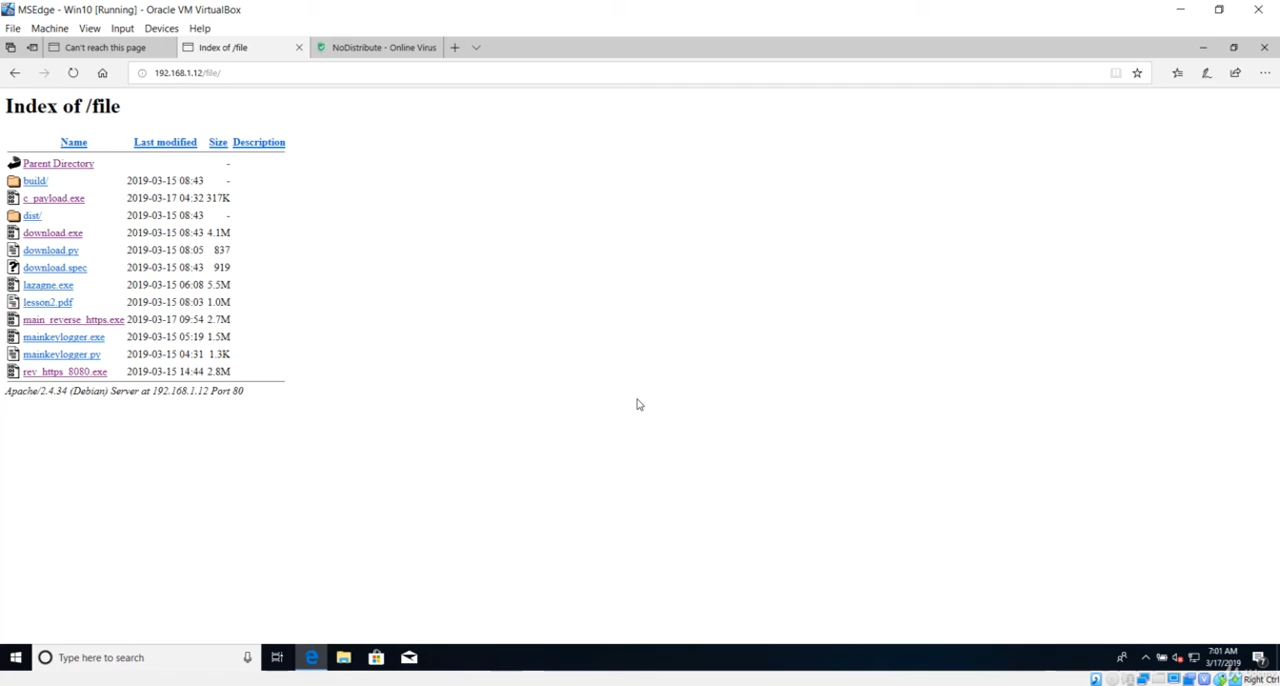 MSEdge - Win10 [Running] - Oracle VM VirtualBox
File Machine View Input Devices Help
Can't reach this page Index of /file NoDistribute - Online Virus
192.168.1.12/file/
Index of /file
Name Last modified Size Description
Parent Directory -
build/ 2019-03-15 08:43 -
c_payload.exe 2019-03-17 04:32 317K
dist/ 2019-03-15 08:43 -
download.exe 2019-03-15 08:43 4.1M
download.py 2019-03-15 08:05 837
download.spec 2019-03-15 08:43 919
lazagne.exe 2019-03-15 06:08 5.5M
lesson2.pdf 2019-03-15 08:03 1.0M
main_reverse_https.exe 2019-03-17 09:54 2.7M
mainkeylogger.exe 2019-03-15 05:19 1.5M
mainkeylogger.py 2019-03-15 04:31 1.3K
rev_https_8080.exe 2019-03-15 14:44 2.8M
Apache/2.4.34 (Debian) Server at 192.168.1.12 Port 80
Type here to search
7:01 AM
3/17/2019
Right Ctrl